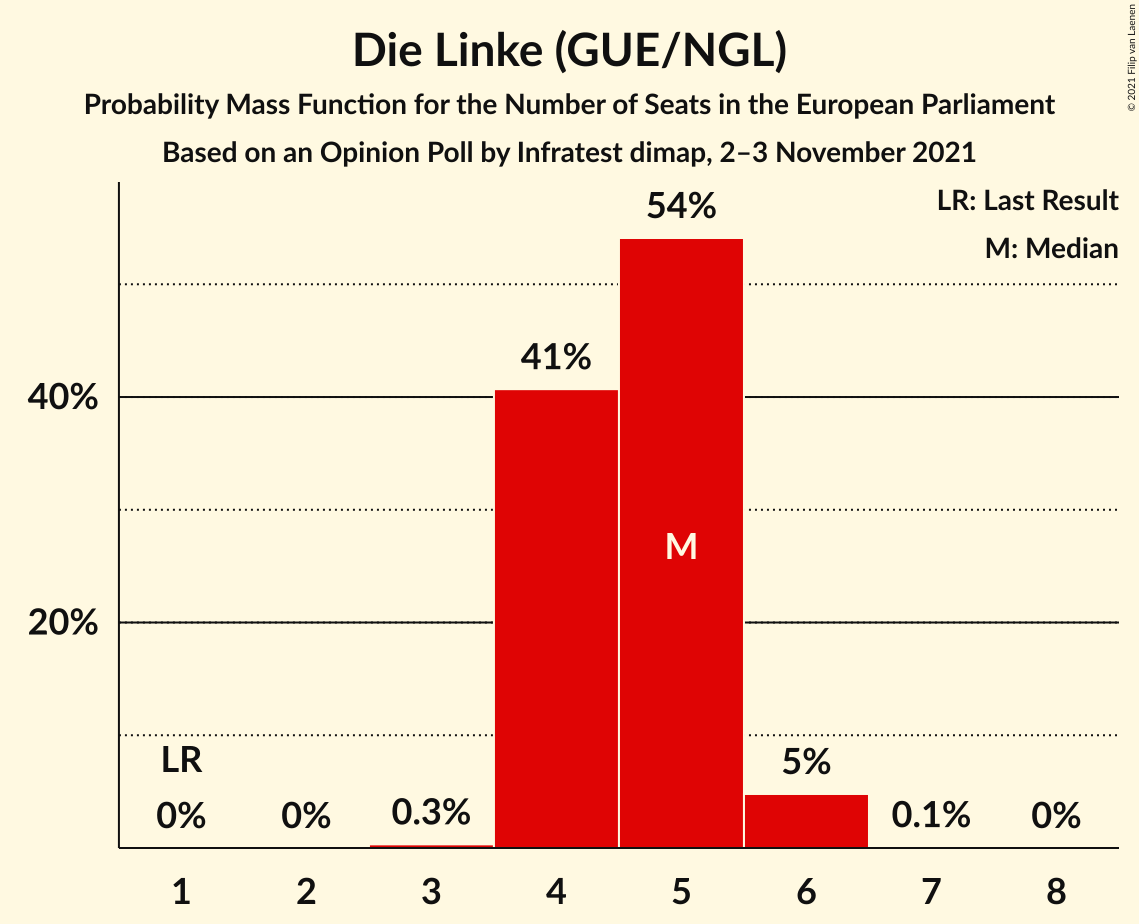 Die Linke (GUE/NGL)
Probability Mass Function for the Number of Seats in the European Parliament
Based on an Opinion Poll by Infratest dimap, 2–3 November 2021
© 2021 Filip van Laenen
LR: Last Result
M: Median
54%
41%
40%
M
20%
LR
0%
0%
0.3%
5%
0.1%
0%
1 2 3 4 5 6 7 8